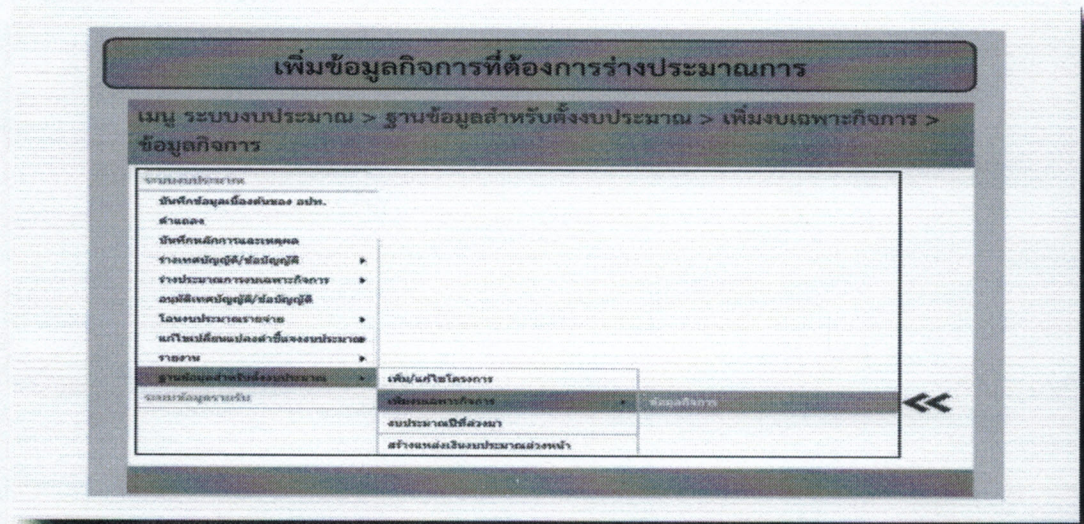 เพิ่มข้อมูลกิจการที่ต้องการร่างประมาณการ
เมนู ระบบงบประมาณ > ฐานข้อมูลสำหรับตั้งงบประมาณ > เพิ่มงบเฉพาะกิจการ >
ข้อมูลกิจการ
ระบบงบประมาณ
บันทึกข้อมูลเบื้องต้นของ อปท.
คำแถลง
บันทึกหลักการและเหตุผล
ร่างเทศบัญญัติ/ข้อบัญญัติ
ร่างประมาณการงบเฉพาะกิจการ
อนุมัติเทศบัญญัติ/ข้อบัญญัติ
โอนงบประมาณรายจ่าย
แก้ไขเปลี่ยนแปลงคำชี้แจงงบประมาณ
รายงาน
ฐานข้อมูลสำหรับตั้งงบประมาณ
เพิ่ม/แก้ไขโครงการ
ระบบข้อมูลรายรับ
เพิ่มงบเฉพาะกิจการ
ข้อมูลกิจการ
<<
งบประมาณปีที่ล่วงมา
สร้างแหล่งเงินงบประมาณล่วงหน้า